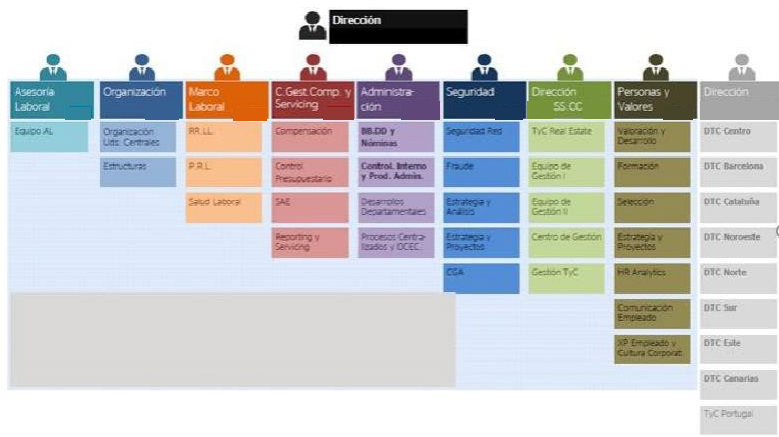 Dirección
Asesoría
Laboral
Organización
Marco
Laboral
C.Gest.Comp. y
Servicing
Administra-
ción
Seguridad
Dirección
SS.CC
Personas y
Valores
Dirección
Equipo AL
Organización
Uds. Centrales
RR.LL.
Compensación
BB.DD y
Nóminas
Seguridad Red
TyC Real Estate
Valoración y
Desarrollo
DTC Centro
Estructuras
P.R.L.
Control
Presupuestario
Control. Interno
y Prod. Admin.
Fraude
Equipo de
Gestión I
Formación
DTC Barcelona
Salud Laboral
SAE
Desarrollos
Departamentales
Estrategia y
Análisis
Equipo de
Gestión II
Selección
DTC Cataluña
Reporting y
Servicing
Procesos Centra-
lizados y OCEC
Estrategia y
Proyectos
Centro de Gestión
Estrategia y
Proyectos
DTC Noroeste
CGA
Gestión TyC
HR Analytics
DTC Norte
Comunicación
Empleado
DTC Sur
XP Empleado y
Cultura Corporat.
DTC Este
DTC Canarias
TyC Portugal